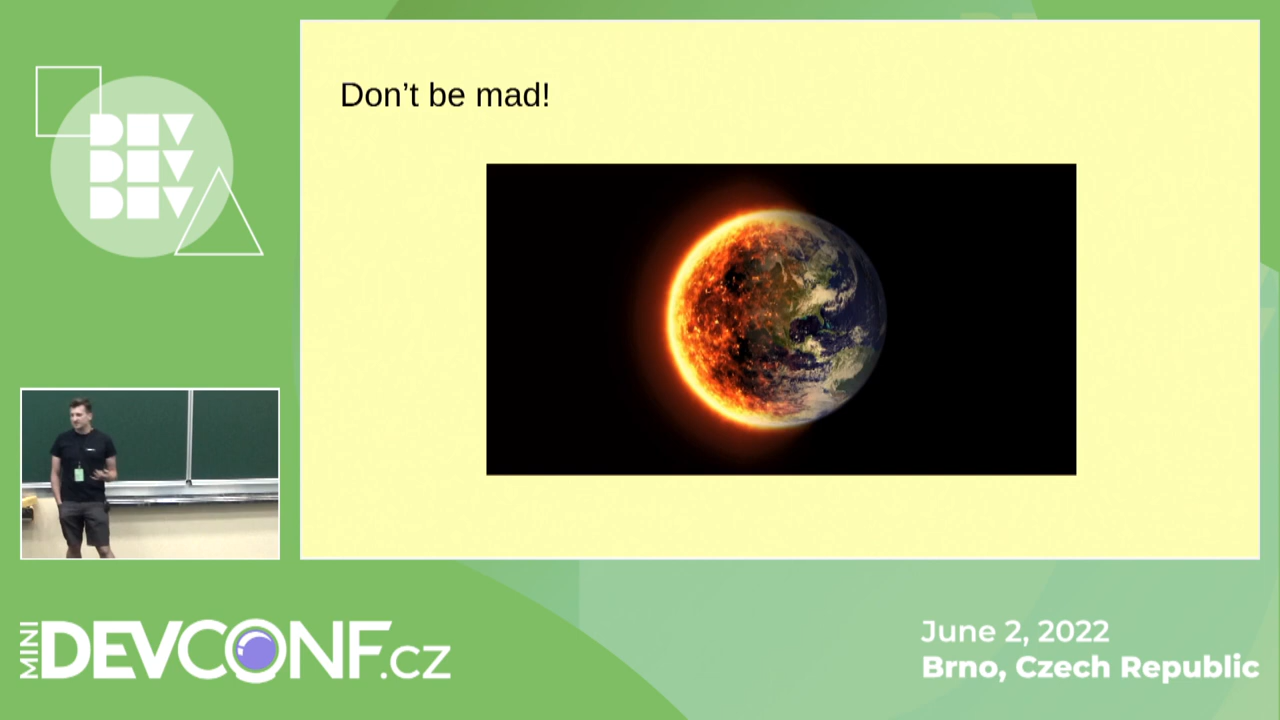 Don’t be mad!
DEV
DEV
DEV
MINI
DEVCONF.cz
June 2, 2022
Brno, Czech Republic